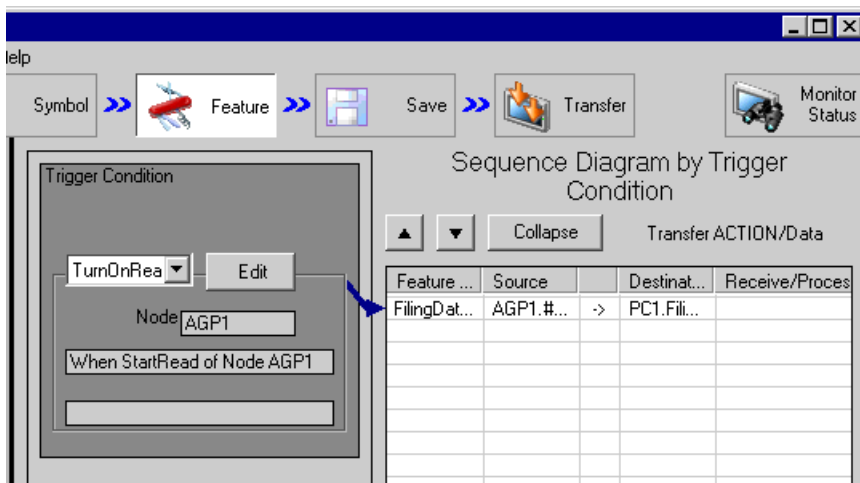 Help
Symbol
Feature
Save
Transfer
Monitor
Status
Trigger Condition
TurnOnRea
Edit
Node
AGP1
When StartRead of Node AGP1
Sequence Diagram by Trigger
Condition
Collapse
Transfer ACTION/Data
Feature ... Source Destinat... Receive/Proces
FilingDat... AGP1.#... -> PC1.Fili...